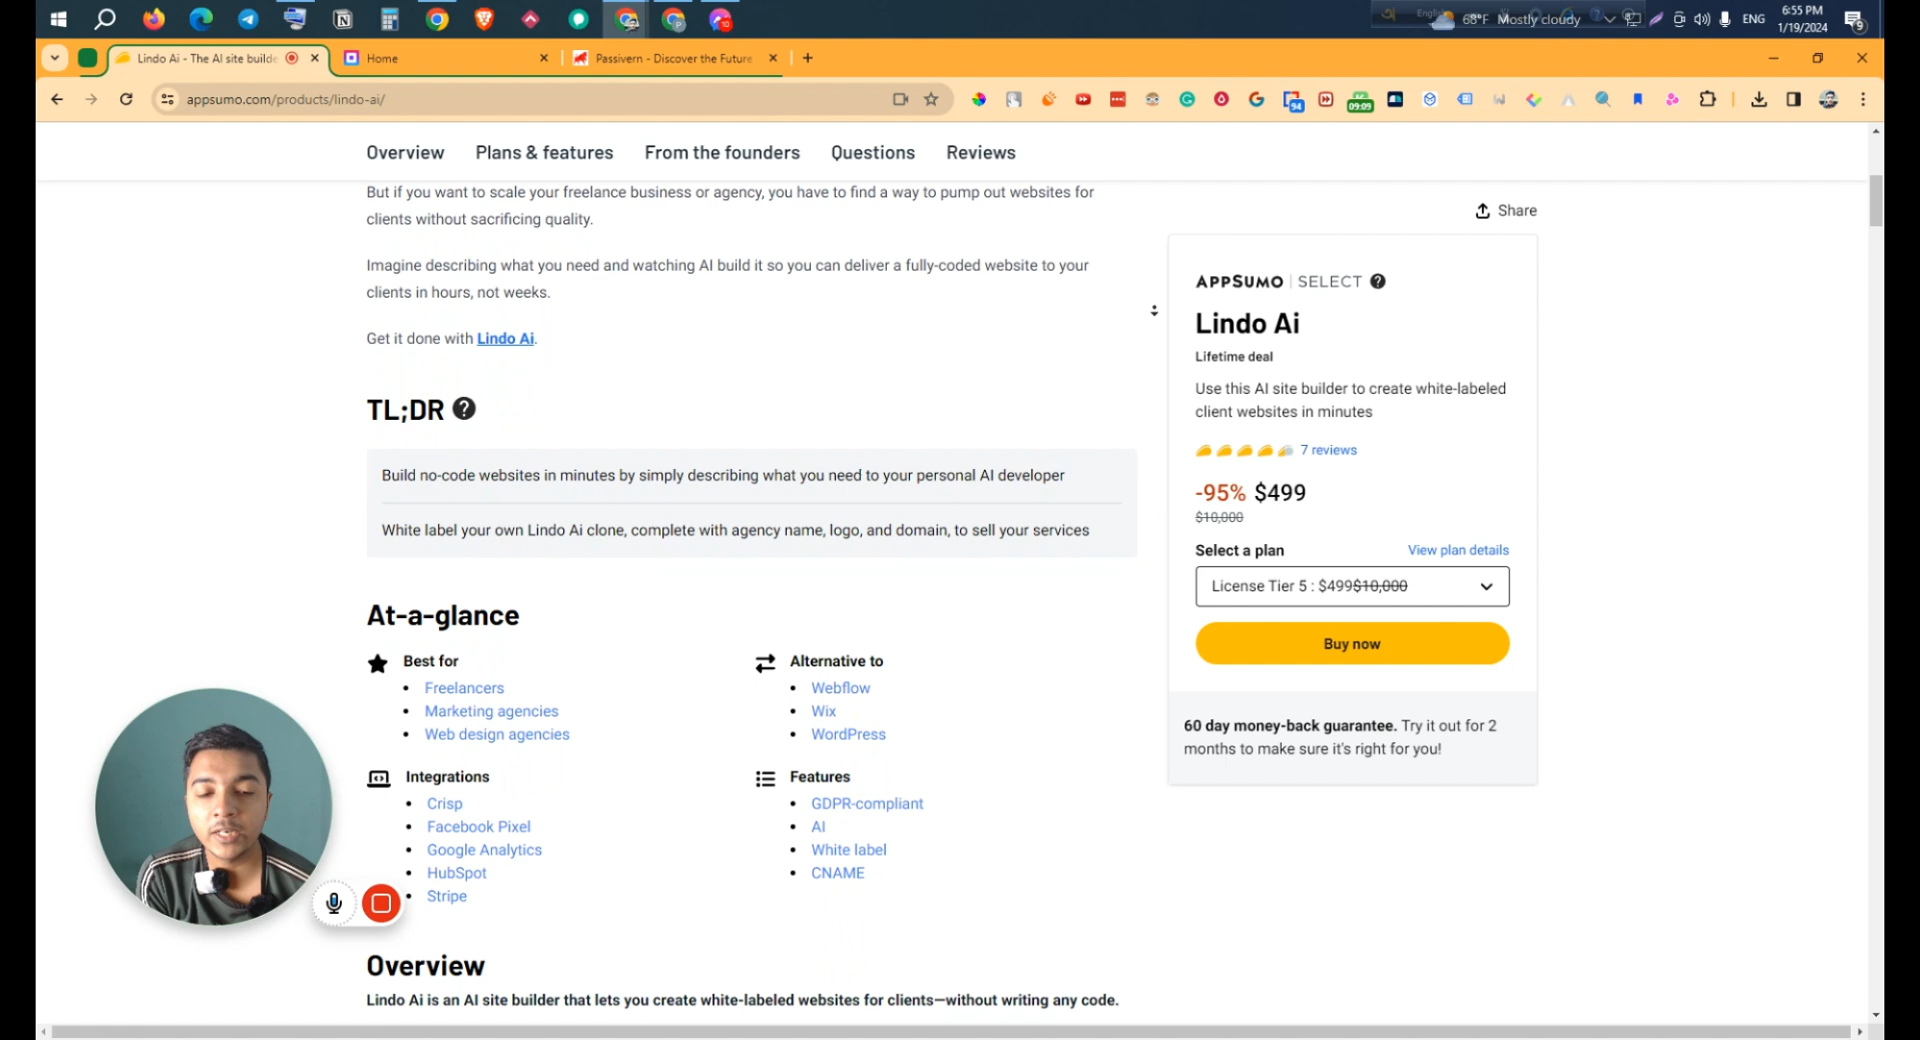 68°F Mostly cloudy
ENG
6:55 PM
1/19/2024
9
10
Lindo Ai - The AI site builde
Home
Passivern - Discover the Future
appsumo.com/products/lindo-ai/
94
09:09
Overview
Plans & features
From the founders
Questions
Reviews
But if you want to scale your freelance business or agency, you have to find a way to pump out websites for
clients without sacrificing quality.
Imagine describing what you need and watching AI build it so you can deliver a fully-coded website to your
clients in hours, not weeks.
Get it done with Lindo Ai.
TL;DR
Build no-code websites in minutes by simply describing what you need to your personal AI developer
White label your own Lindo Ai clone, complete with agency name, logo, and domain, to sell your services
At-a-glance
Best for
• Freelancers
• Marketing agencies
• Web design agencies
Alternative to
• Webflow
• Wix
• WordPress
Integrations
• Crisp
• Facebook Pixel
• Google Analytics
• HubSpot
• Stripe
Features
• GDPR-compliant
• AI
• White label
• CNAME
Overview
Lindo Ai is an AI site builder that lets you create white-labeled websites for clients—without writing any code.
Share
APPSUMO | SELECT
Lindo Ai
Lifetime deal
Use this AI site builder to create white-labeled
client websites in minutes
7 reviews
-95% $499
$10,000
Select a plan
View plan details
License Tier 5 : $499$10,000
Buy now
60 day money-back guarantee. Try it out for 2
months to make sure it's right for you!